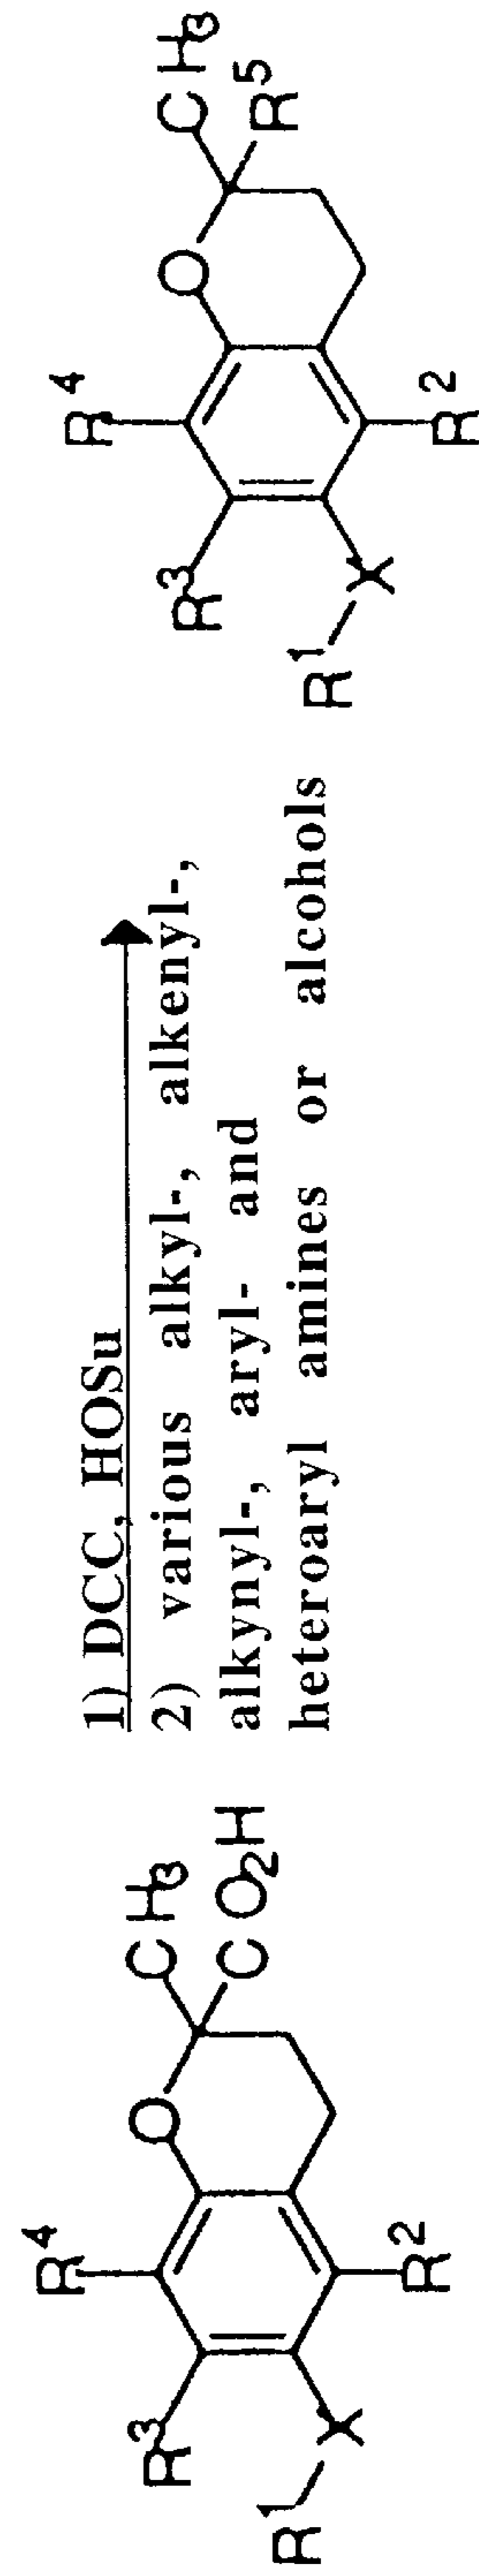 R¹ X R² R³ R⁴ O CH₃ CO₂H
1) DCC, HOSu
2) various alkyl-, alkenyl-,
alkynyl-, aryl- and
heteroaryl amines or alcohols
R¹ X R² R³ R⁴ O CH₃ R⁵